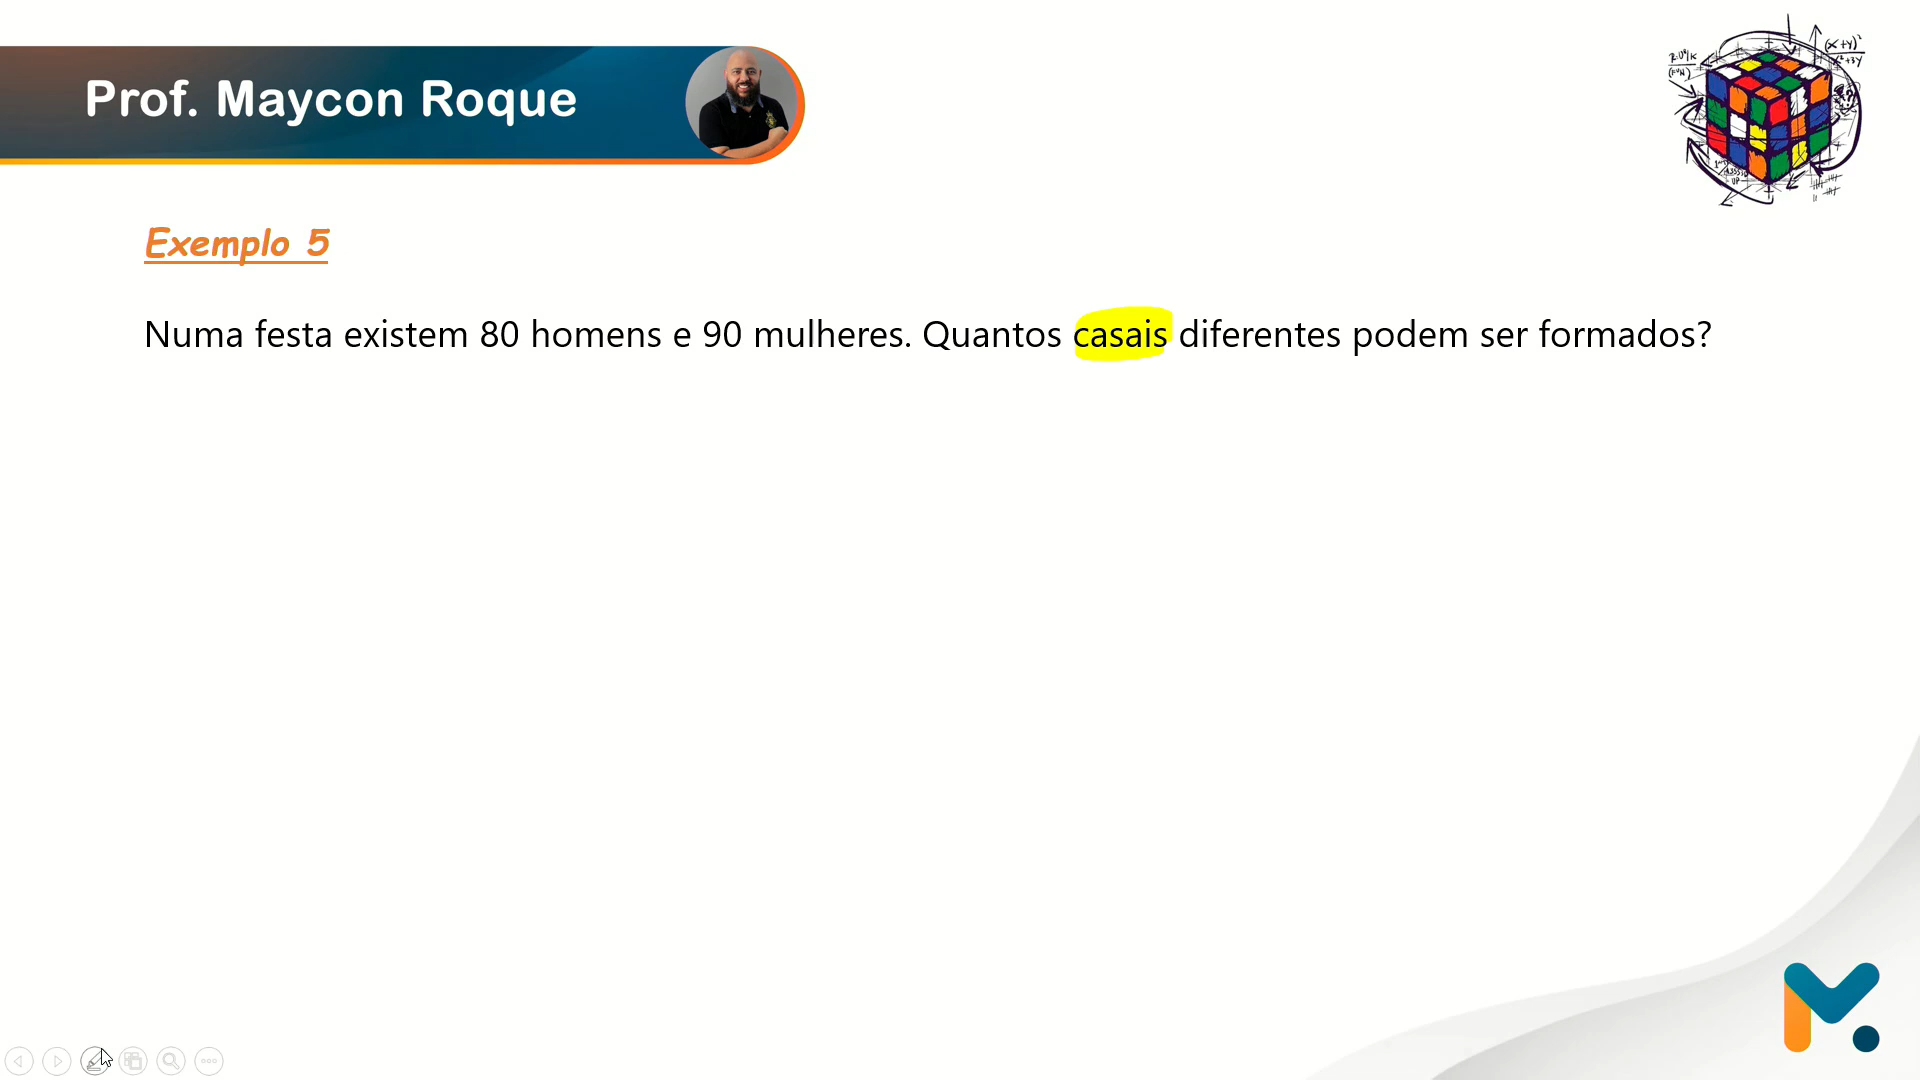 Prof. Maycon Roque
Exemplo 5
Numa festa existem 80 homens e 90 mulheres. Quantos casais diferentes podem ser formados?